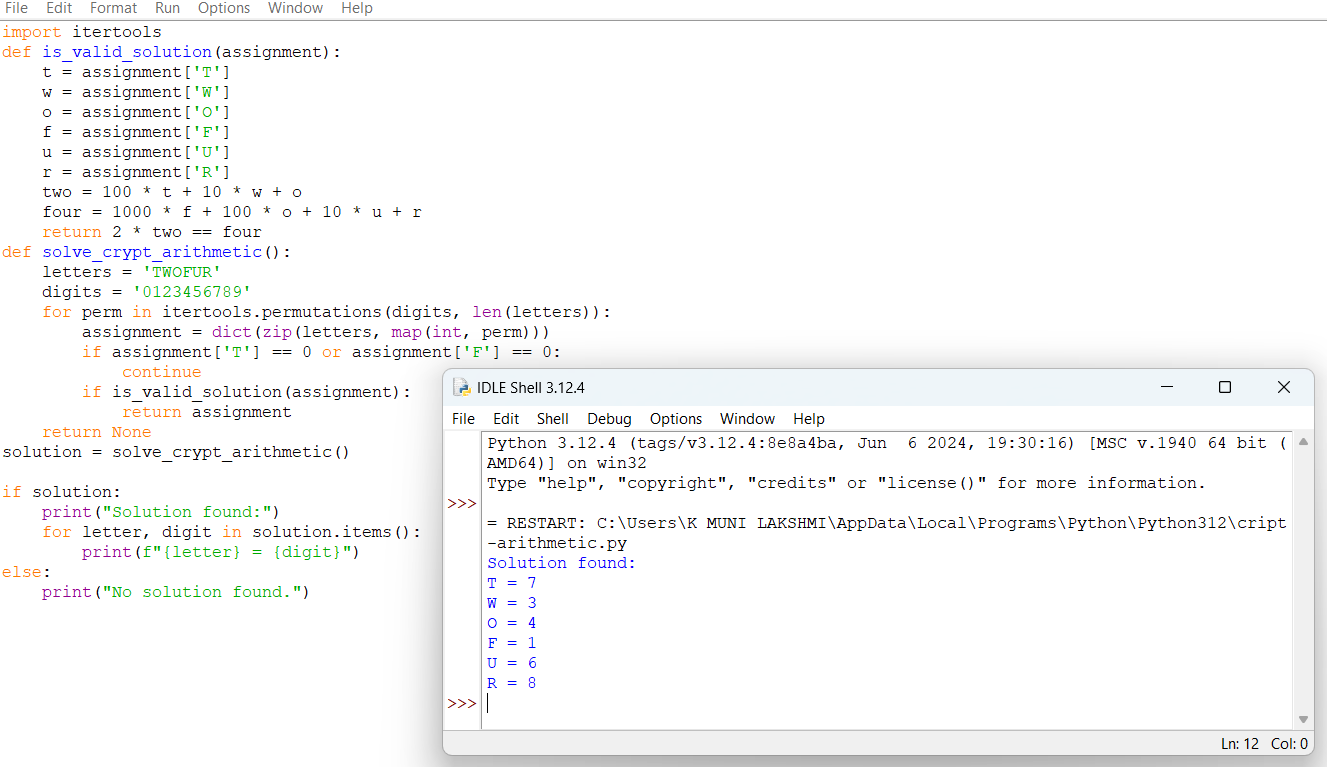 File Edit Format Run Options Window Help
import itertools
def is_valid_solution(assignment):
    t = assignment['T']
    w = assignment['W']
    o = assignment['O']
    f = assignment['F']
    u = assignment['U']
    r = assignment['R']
    two = 100 * t + 10 * w + o
    four = 1000 * f + 100 * o + 10 * u + r
    return 2 * two == four
def solve_crypt_arithmetic():
    letters = 'TWOFUR'
    digits = '0123456789'
    for perm in itertools.permutations(digits, len(letters)):
        assignment = dict(zip(letters, map(int, perm)))
        if assignment['T'] == 0 or assignment['F'] == 0:
            continue
        if is_valid_solution(assignment):
            return assignment
    return None
solution = solve_crypt_arithmetic()
if solution:
    print("Solution found:")
    for letter, digit in solution.items():
        print(f"{letter} = {digit}")
else:
    print("No solution found.")
IDLE Shell 3.12.4
File Edit Shell Debug Options Window Help
Python 3.12.4 (tags/v3.12.4:8e8a4ba, Jun  6 2024, 19:30:16) [MSC v.1940 64 bit (
AMD64)] on win32
Type "help", "copyright", "credits" or "license()" for more information.
>>>
= RESTART: C:\Users\K MUNI LAKSHMI\AppData\Local\Programs\Python\Python312\cript
-arithmetic.py
Solution found:
T = 7
W = 3
O = 4
F = 1
U = 6
R = 8
>>>
Ln: 12 Col: 0